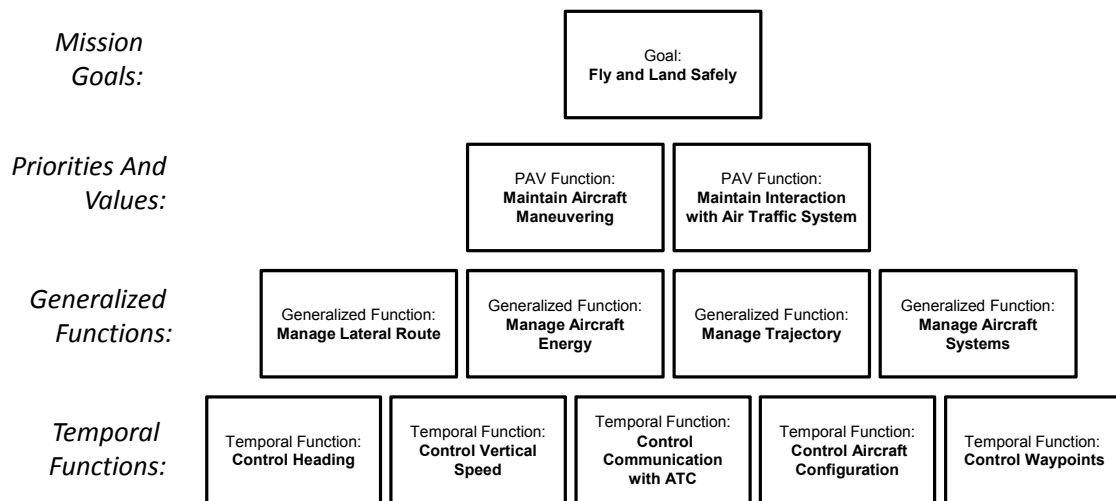 Mission
Goals:
Goal:
Fly and Land Safely
Priorities And
Values:
PAV Function:
Maintain Aircraft
Maneuvering
PAV Function:
Maintain Interaction
with Air Traffic System
Generalized
Functions:
Generalized Function:
Manage Lateral Route
Generalized Function:
Manage Aircraft
Energy
Generalized Function:
Manage Trajectory
Generalized Function:
Manage Aircraft
Systems
Temporal
Functions:
Temporal Function:
Control Heading
Temporal Function:
Control Vertical
Speed
Temporal Function:
Control
Communication
with ATC
Temporal Function:
Control Aircraft
Configuration
Temporal Function:
Control Waypoints